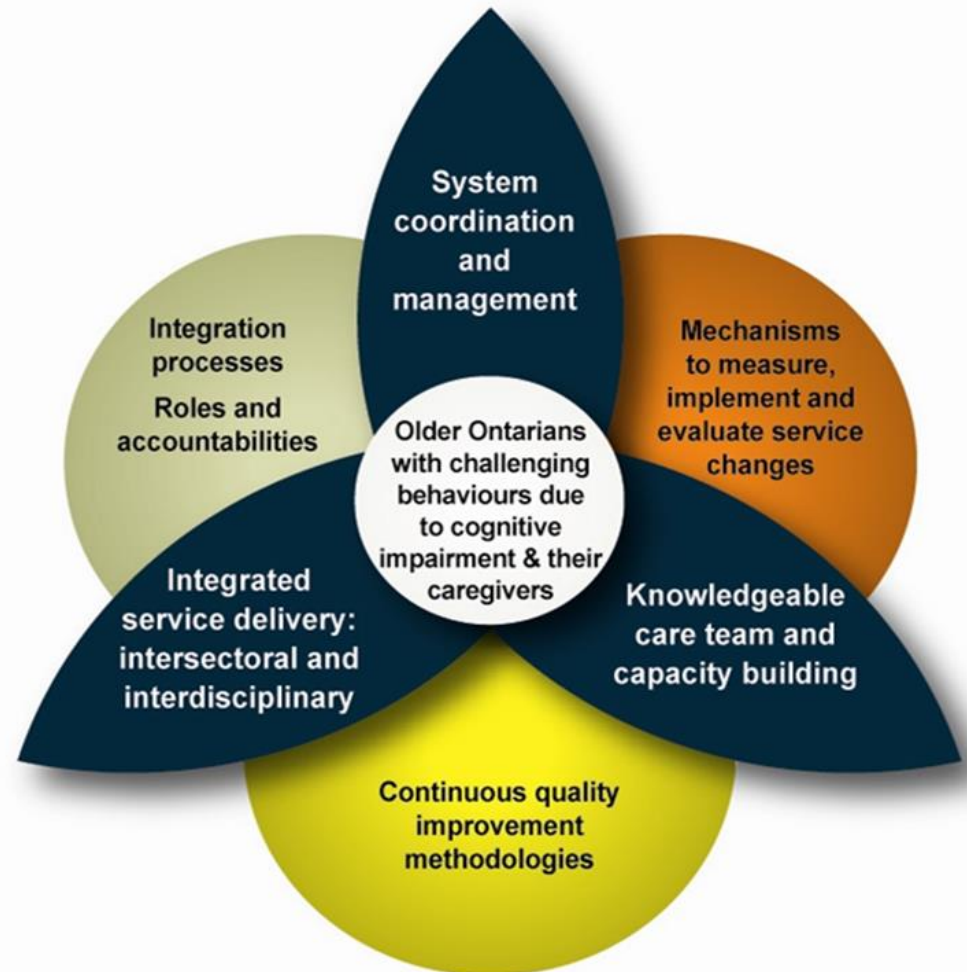 System
coordination
and
management
Integration
processes
Roles and
accountabilities
Mechanisms
to measure,
implement and
evaluate service
changes
Older Ontarians
with challenging
behaviours due
to cognitive
impairment & their
caregivers
Integrated
service delivery:
intersectoral and
interdisciplinary
Knowledgeable
care team and
capacity building
Continuous quality
improvement
methodologies